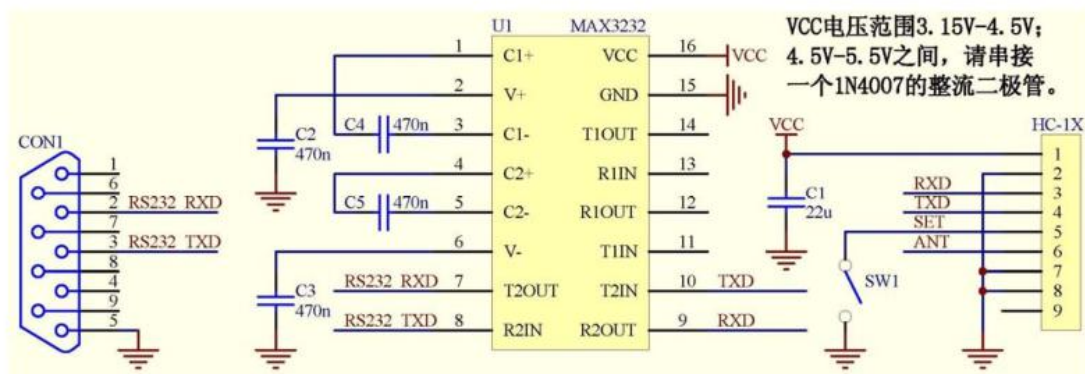 U1 MAX3232
VCC电压范围3.15V-4.5V;
4.5V-5.5V之间，请串接
一个1N4007的整流二极管。
1 C1+ VCC 16 VCC
2 V+ GND 15
C4 470n 3 C1- T1OUT 14
C2
470n
4 C2+ R1IN 13
C5 470n 5 C2- R1OUT 12
6 V- T1IN 11
C3
470n
RS232 RXD 7 T2OUT T2IN 10 TXD
RS232 TXD 8 R2IN R2OUT 9 RXD
CON1
1
6
2 RS232 RXD
7
3 RS232 TXD
8
4
9
5
VCC
C1
22u
SW1
HC-1X
1
2
RXD 3
TXD 4
SET 5
ANT 6
7
8
9